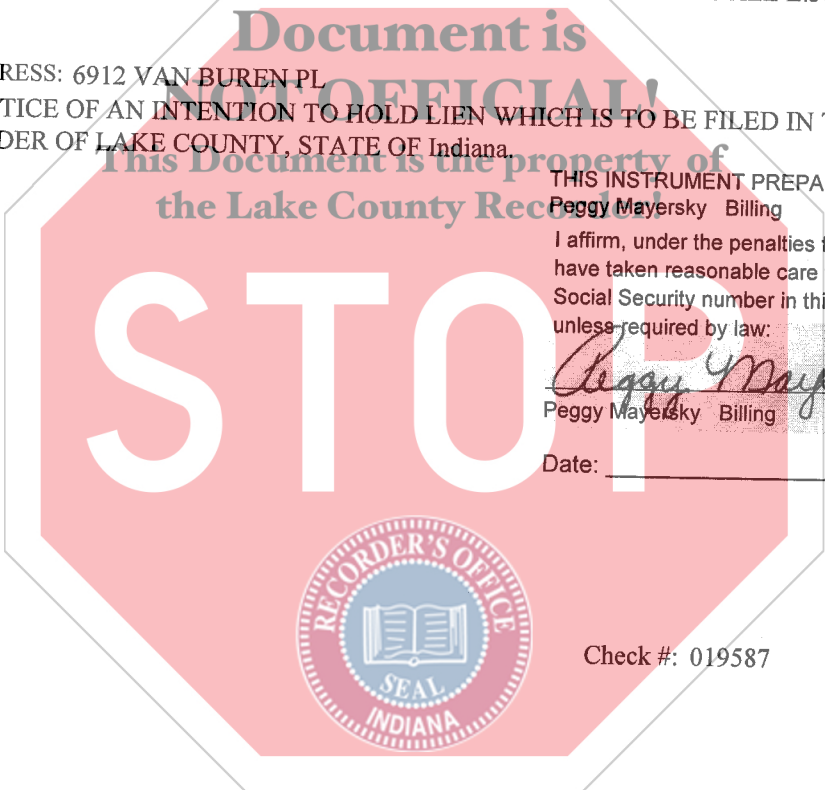 Document is
RESS: 6912 VAN BUREN PL
NOT OFFICIAL!
TICE OF AN INTENTION TO HOLD LIEN WHICH IS TO BE FILED IN
DER OF LAKE COUNTY, STATE OF Indiana.
This Document is the property of
the Lake County Recorder!
THIS INSTRUMENT PREPA
Peggy Mayersky Billing
I affirm, under the penalties
have taken reasonable care
Social Security number in thi
unless required by law:
Peggy May
Peggy Mayersky Billing
Date:
STOP
RECORDER'S OFFICE
SEAL
INDIANA
Check #: 019587